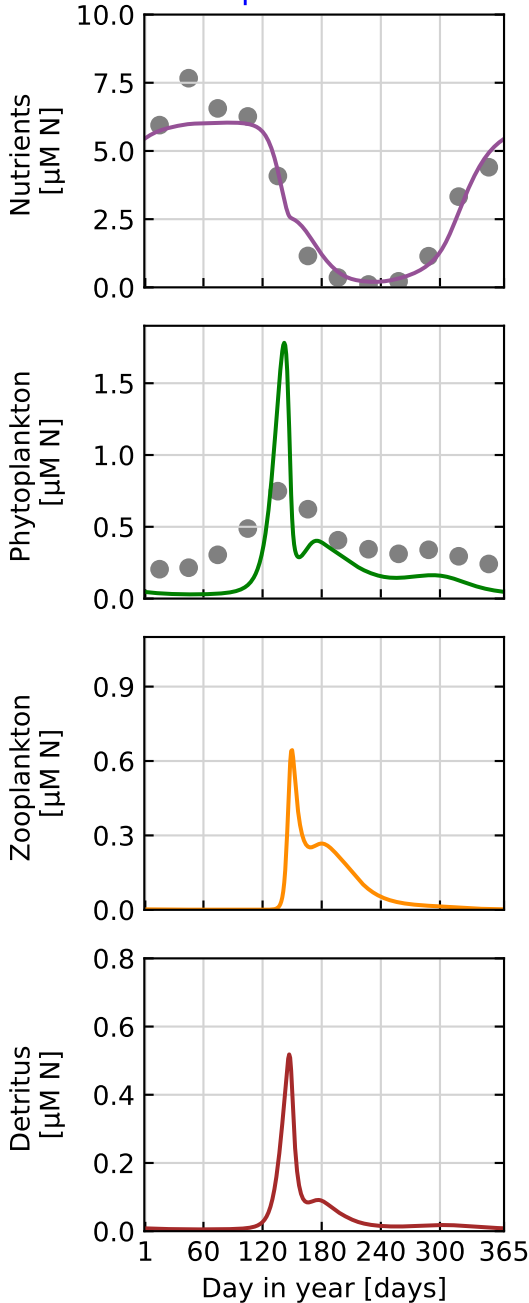 10.0
7.5
5.0
2.5
0.0
Nutrients
[µM N]
1.5
1.0
0.5
0.0
Phytoplankton
[µM N]
0.9
0.6
0.3
0.0
Zooplankton
[µM N]
0.8
0.6
0.4
0.2
0.0
Detritus
[µM N]
1 60 120 180 240 300 365
Day in year [days]